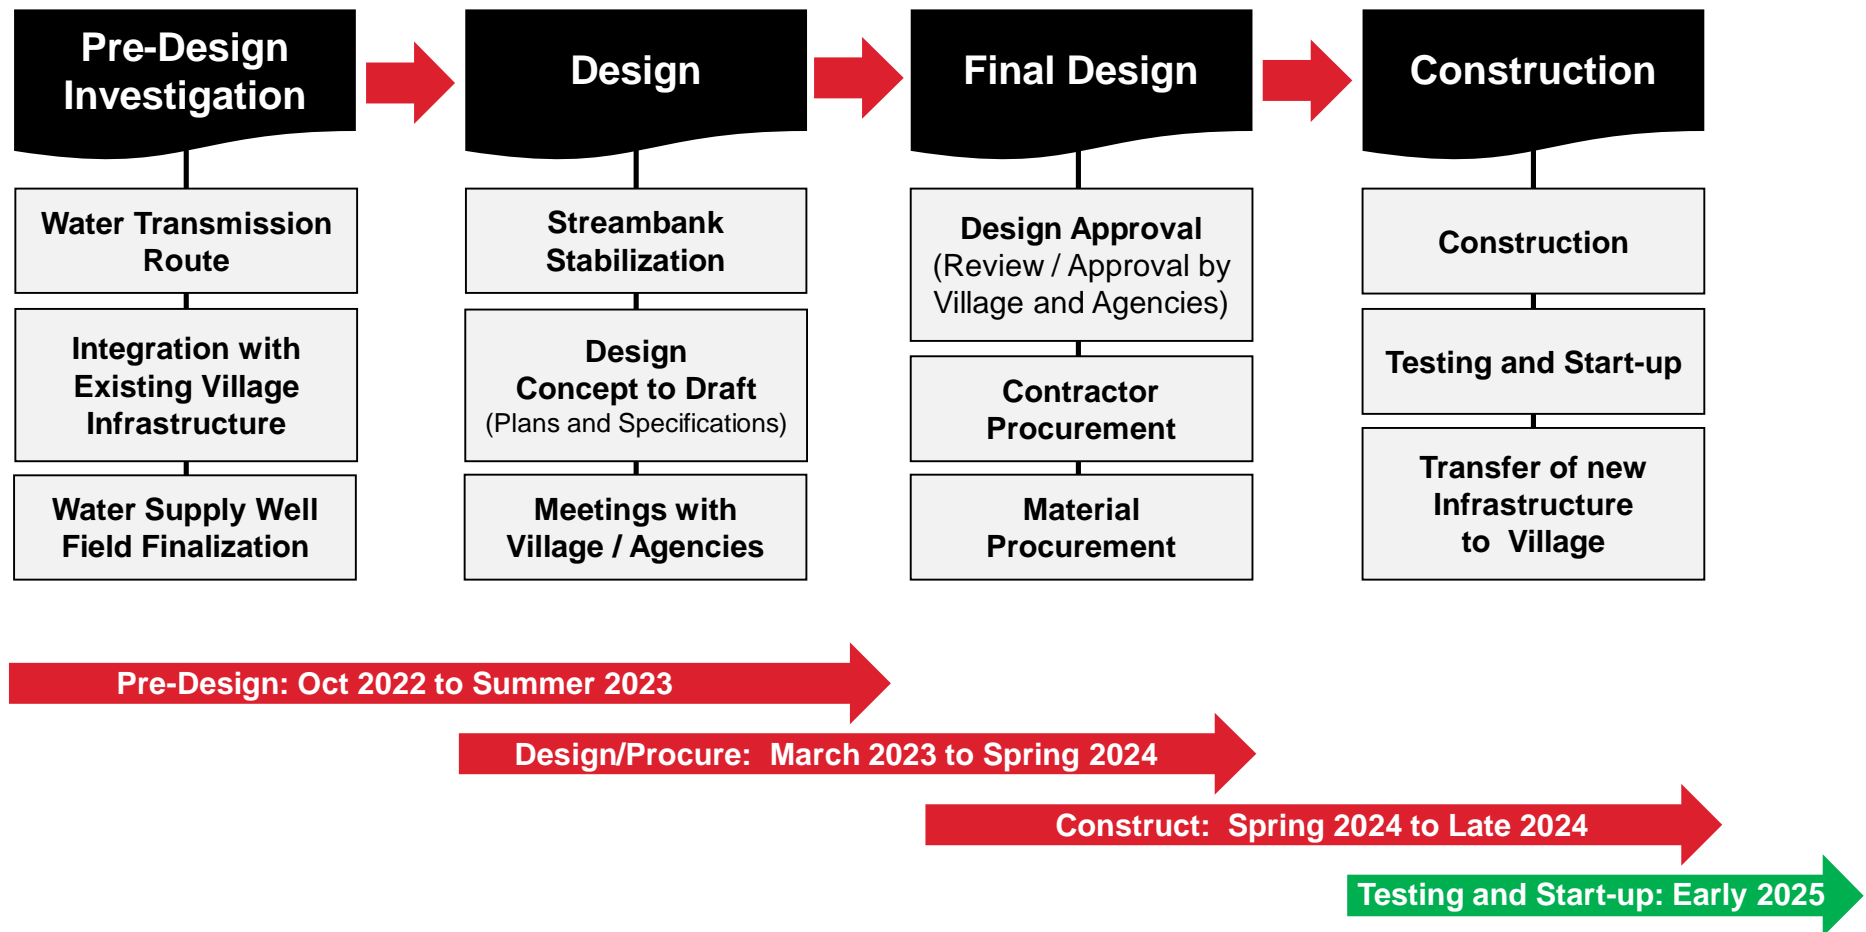 Pre-Design
Investigation
Design
Final Design
Construction
Water Transmission
Route
Integration with
Existing Village
Infrastructure
Water Supply Well
Field Finalization
Streambank
Stabilization
Design
Concept to Draft
(Plans and Specifications)
Meetings with
Village / Agencies
Design Approval
(Review / Approval by
Village and Agencies)
Contractor
Procurement
Material
Procurement
Construction
Testing and Start-up
Transfer of new
Infrastructure
to  Village
Pre-Design: Oct 2022 to Summer 2023
Design/Procure:  March 2023 to Spring 2024
Construct:  Spring 2024 to Late 2024
Testing and Start-up: Early 2025